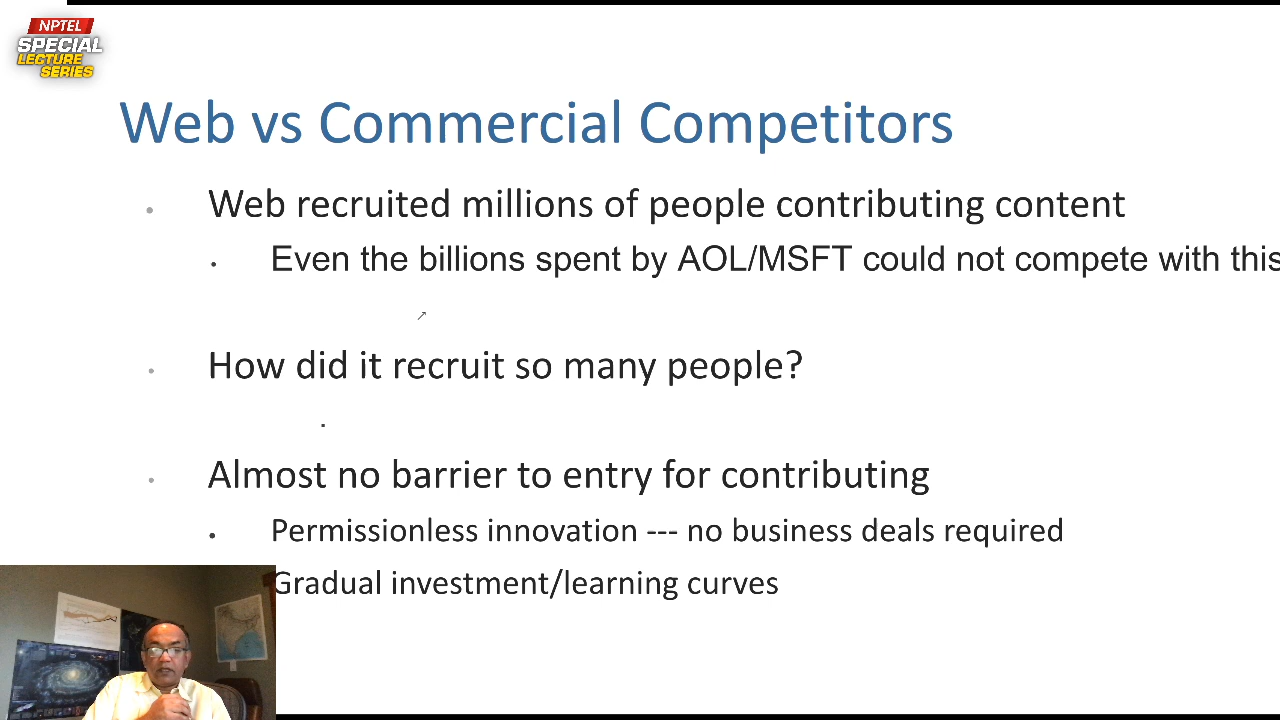 NPTEL
SPECIAL
LECTURE
SERIES
Web vs Commercial Competitors
Web recruited millions of people contributing content
Even the billions spent by AOL/MSFT could not compete with this
How did it recruit so many people?
Almost no barrier to entry for contributing
Permissionless innovation --- no business deals required
Gradual investment/learning curves